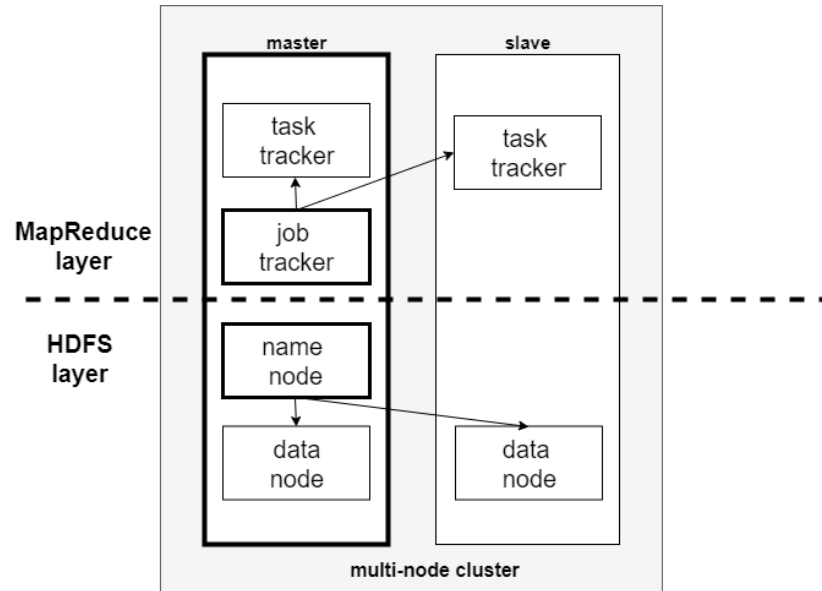 master
slave
task
tracker
task
tracker
MapReduce
layer
job
tracker
HDFS
layer
name
node
data
node
data
node
multi-node cluster